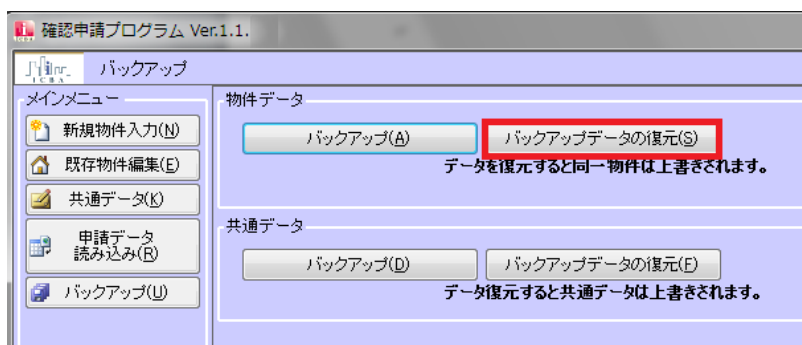 確認申請プログラム Ver.1.1.
ICBA
バックアップ
メインメニュー
新規物件入力(N)
既存物件編集(E)
共通データ(K)
申請データ
読み込み(R)
バックアップ(U)
物件データ
バックアップ(A)
バックアップデータの復元(S)
データを復元すると同一物件は上書きされます。
共通データ
バックアップ(D)
バックアップデータの復元(F)
データ復元すると共通データは上書きされます。